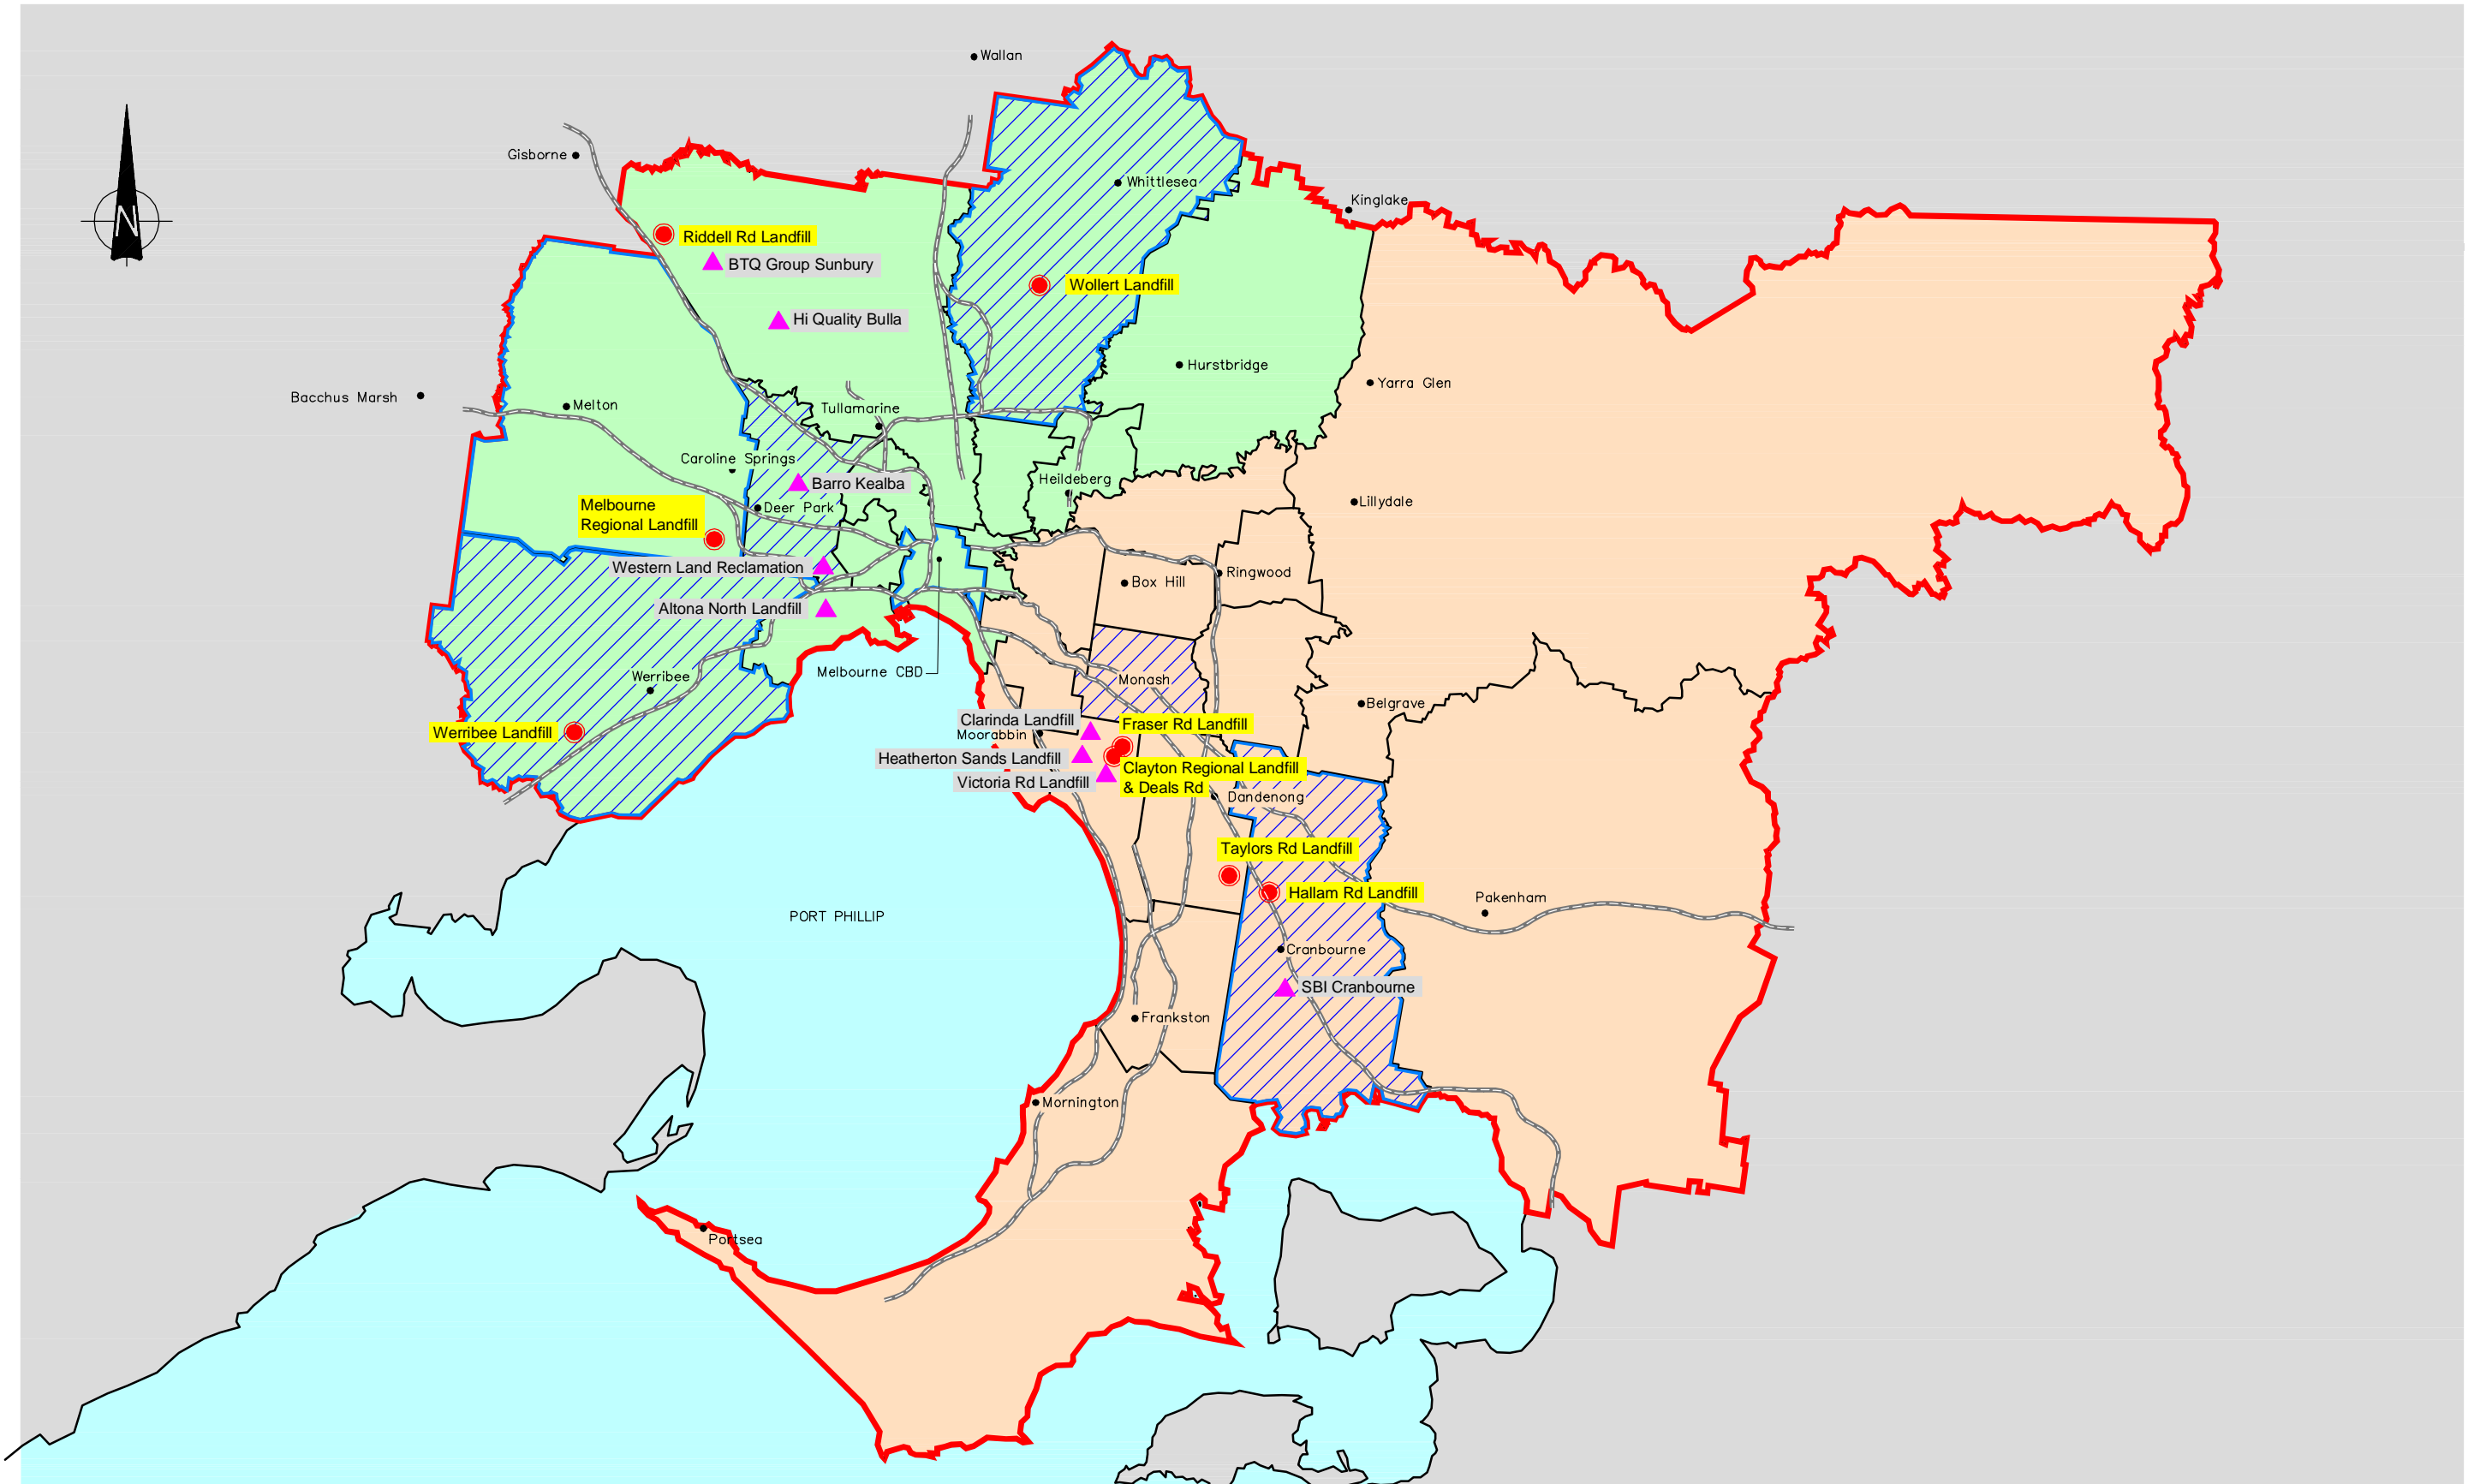 Wallan
Gisborne
Whittlesea
Kinglake
Riddell Rd Landfill
BTQ Group Sunbury
Wollert Landfill
Hi Quality Bulla
Hurstbridge
Yarra Glen
Bacchus Marsh
Melton
Tullamarine
Caroline Springs
Barro Kealba
Heildeberg
Melbourne
Regional Landfill
Deer Park
Lillydale
Western Land Reclamation
Box Hill
Ringwood
Altona North Landfill
Melbourne CBD
Werribee
Monash
Belgrave
Clarinda Landfill
Fraser Rd Landfill
Werribee Landfill
Moorabbin
Heatherton Sands Landfill
Clayton Regional Landfill
& Deals Rd
Victoria Rd Landfill
Dandenong
Taylors Rd Landfill
Hallam Rd Landfill
Pakenham
PORT PHILLIP
Cranbourne
SBI Cranbourne
Frankston
Mornington
Portsea
N